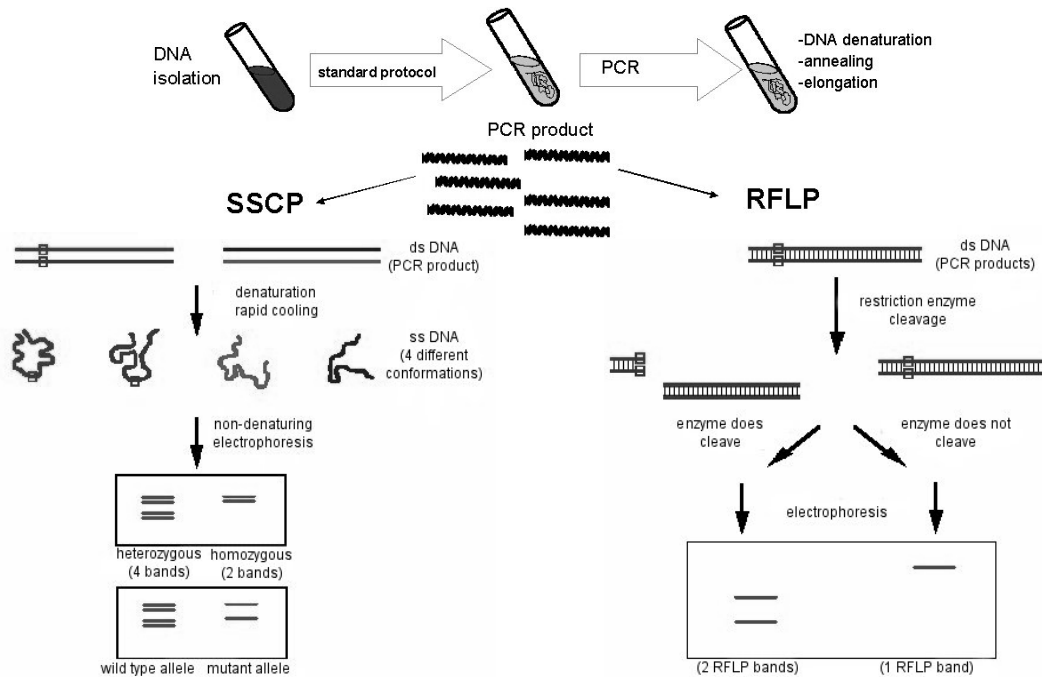 DNA
isolation
standard protocol
PCR
-DNA denaturation
-annealing
-elongation
PCR product
SSCP
RFLP
ds DNA
(PCR product)
denaturation
rapid cooling
ss DNA
(4 different
conformations)
non-denaturing
electrophoresis
heterozygous
(4 bands)
homozygous
(2 bands)
wild type allele
mutant allele
ds DNA
(PCR products)
restriction enzyme
cleavage
enzyme does
cleave
enzyme does not
cleave
electrophoresis
(2 RFLP bands)
(1 RFLP band)